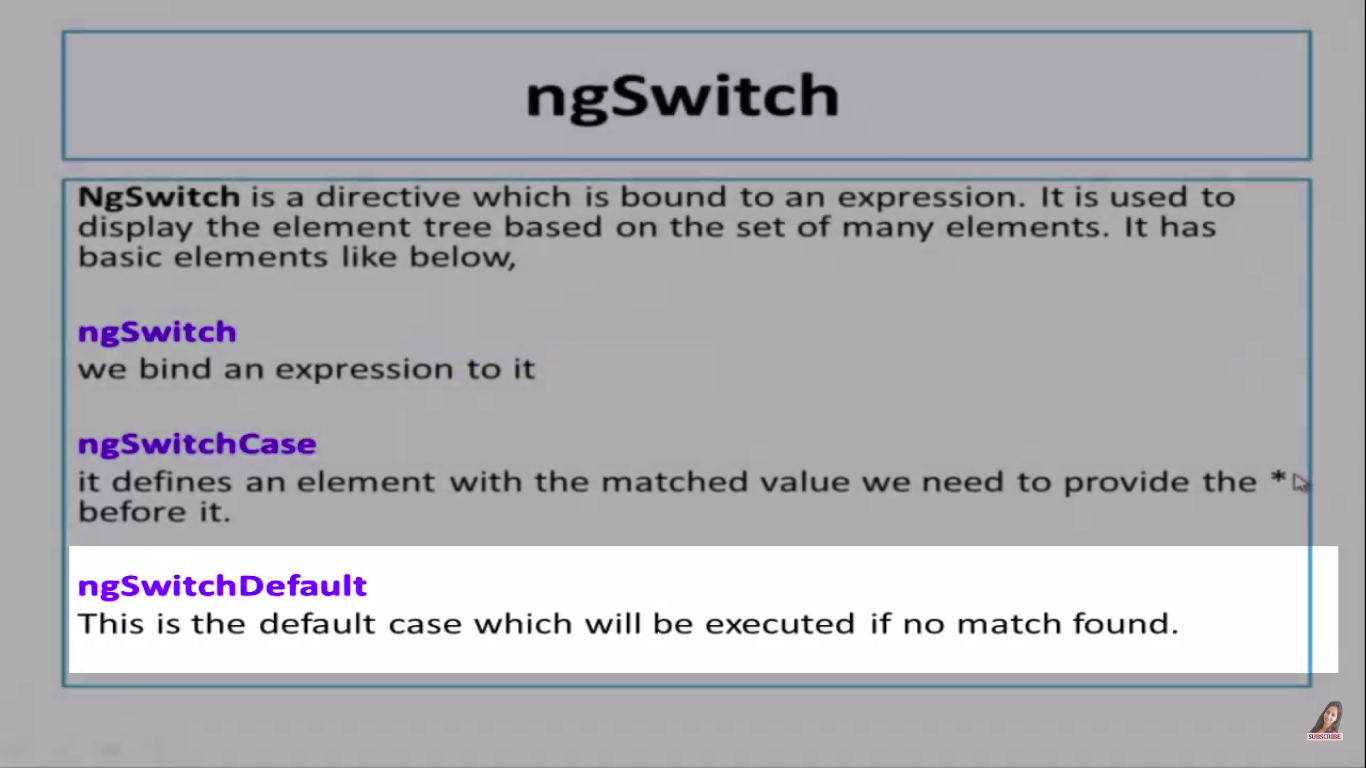 ngSwitch
NgSwitch is a directive which is bound to an expression. It is used to
display the element tree based on the set of many elements. It has
basic elements like below,
ngSwitch
we bind an expression to it
ngSwitchCase
it defines an element with the matched value we need to provide the *
before it.
ngSwitchDefault
This is the default case which will be executed if no match found.
SUBSCRIBE